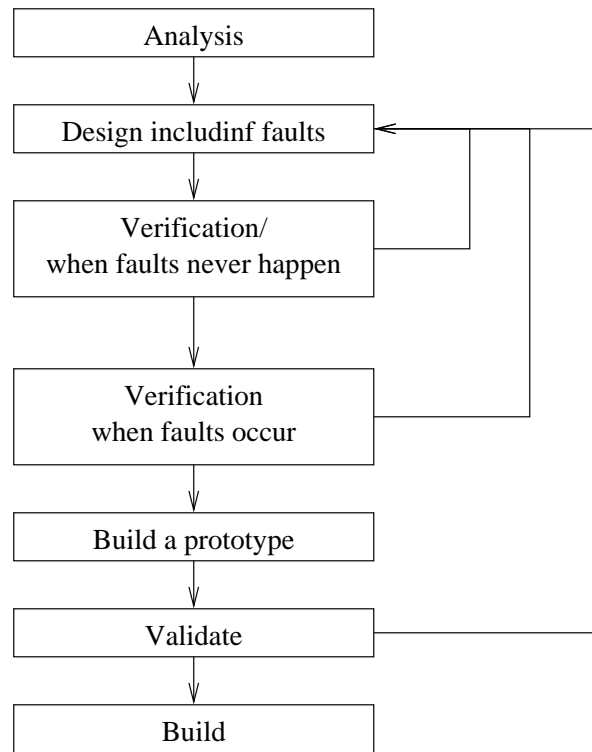 Analysis
Design includinf faults
Verification/
when faults never happen
Verification
when faults occur
Build a prototype
Validate
Build